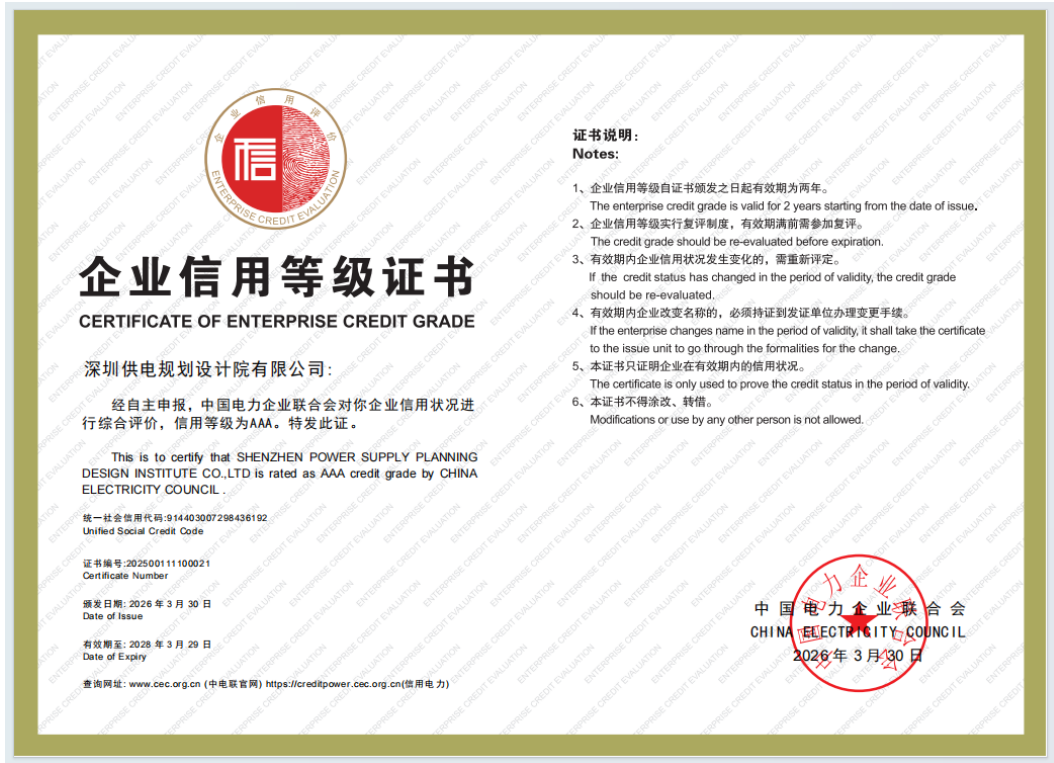 企业信用评价
信
ENTERPRISE CREDIT EVALUATION
企业信用等级证书
CERTIFICATE OF ENTERPRISE CREDIT GRADE
深圳供电规划设计院有限公司:
经自主申报，中国电力企业联合会对你企业信用状况进
行综合评价，信用等级为AAA。特发此证。
This is to certify that SHENZHEN POWER SUPPLY PLANNING
DESIGN INSTITUTE CO.,LTD is rated as AAA credit grade by CHINA
ELECTRICITY COUNCIL .
统一社会信用代码:914403007298436192
Unified Social Credit Code
证书编号:202500111100021
Certificate Number
颁发日期: 2026 年 3 月 30 日
Date of Issue
有效期至: 2028 年 3 月 29 日
Date of Expiry
查询网址: www.cec.org.cn (中电联官网) https://creditpower.cec.org.cn(信用电力)
证书说明:
Notes:
1、企业信用等级自证书颁发之日起有效期为两年。
The enterprise credit grade is valid for 2 years starting from the date of issue.
2、企业信用等级实行复评制度，有效期满前需参加复评。
The credit grade should be re-evaluated before expiration.
3、有效期内企业信用状况发生变化的，需重新评定。
If the credit status has changed in the period of validity, the credit grade
should be re-evaluated.
4、有效期内企业改变名称的，必须持证到发证单位办理变更手续。
If the enterprise changes name in the period of validity, it shall take the certificate
to the issue unit to go through the formalities for the change.
5、本证书只证明企业在有效期内的信用状况。
The certificate is only used to prove the credit status in the period of validity.
6、本证书不得涂改、转借。
Modifications or use by any other person is not allowed.
中国电力企业联合会
中国电力企业联合会
CHINA ELECTRICITY COUNCIL
2026 年 3 月 30 日